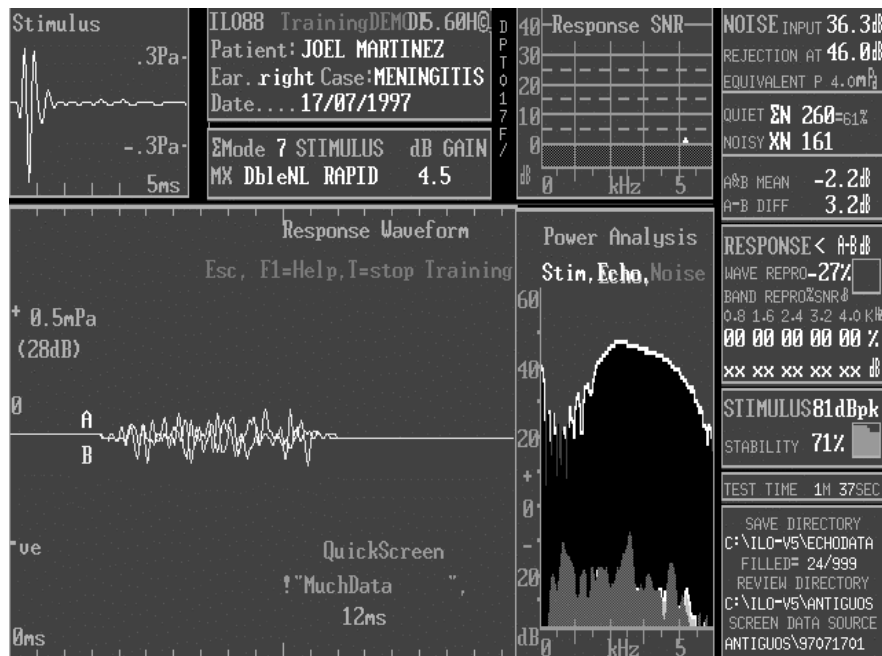 Stimulus
.3Pa-
-.3Pa-
5ms
ILO88 TrainingDEMO
Patient: JOEL MARTINEZ
Ear..right Case:MENINGITIS
Date....17/07/1997
ΣMode 7 STIMULUS dB GAIN
MX DbleNL RAPID 4.5
D
P
T
0
1
7
F
/
40 Response SNR
30
20
10
0
dB 0 kHz 5
NOISE INPUT 36.3dB
REJECTION AT 46.0dB
EQUIVALENT P 4.0mPa
QUIET ΣN 260=61%
NOISY XN 161
A&B MEAN -2.2dB
A-B DIFF 3.2dB
RESPONSE< A-BdB
WAVE REPRO-27%
BAND REPRO%SNRdB
0.8 1.6 2.4 3.2 4.0 KHz
00 00 00 00 00 %
xx xx xx xx xx dB
STIMULUS81dBpk
STABILITY 71%
TEST TIME 1M 37SEC
SAVE DIRECTORY
C:\ILO-V5\ECHODATA
FILLED= 24/999
REVIEW DIRECTORY
C:\ILO-V5\ANTIGUOS
SCREEN DATA SOURCE
ANTIGUOS\97071701
Response Waveform
Esc, F1=Help,T=stop Training
+ 0.5mPa
(28dB)
0
A
B
-ve
QuickScreen
!"MuchData ",
12ms
0ms
Power Analysis
Stim,Echo,Noise
60
40
20
+
0
-
20
dB 0 kHz 5